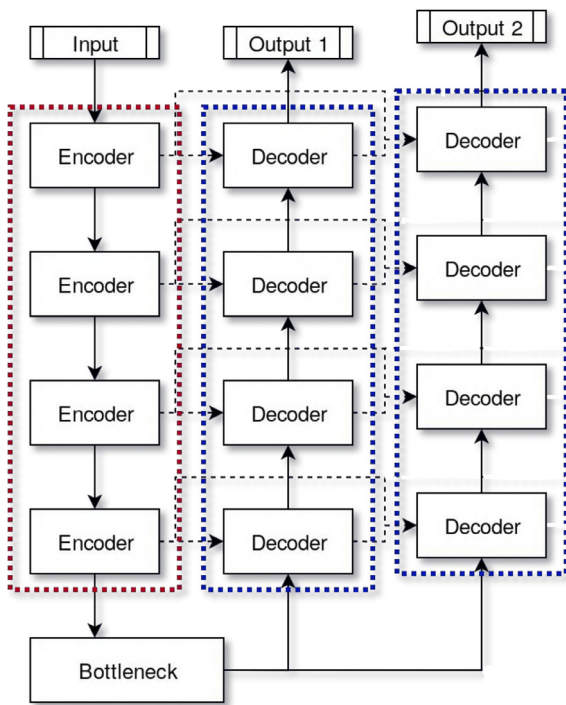 Input
Output 1
Output 2
Encoder
Decoder
Decoder
Encoder
Decoder
Decoder
Encoder
Decoder
Decoder
Encoder
Decoder
Decoder
Bottleneck